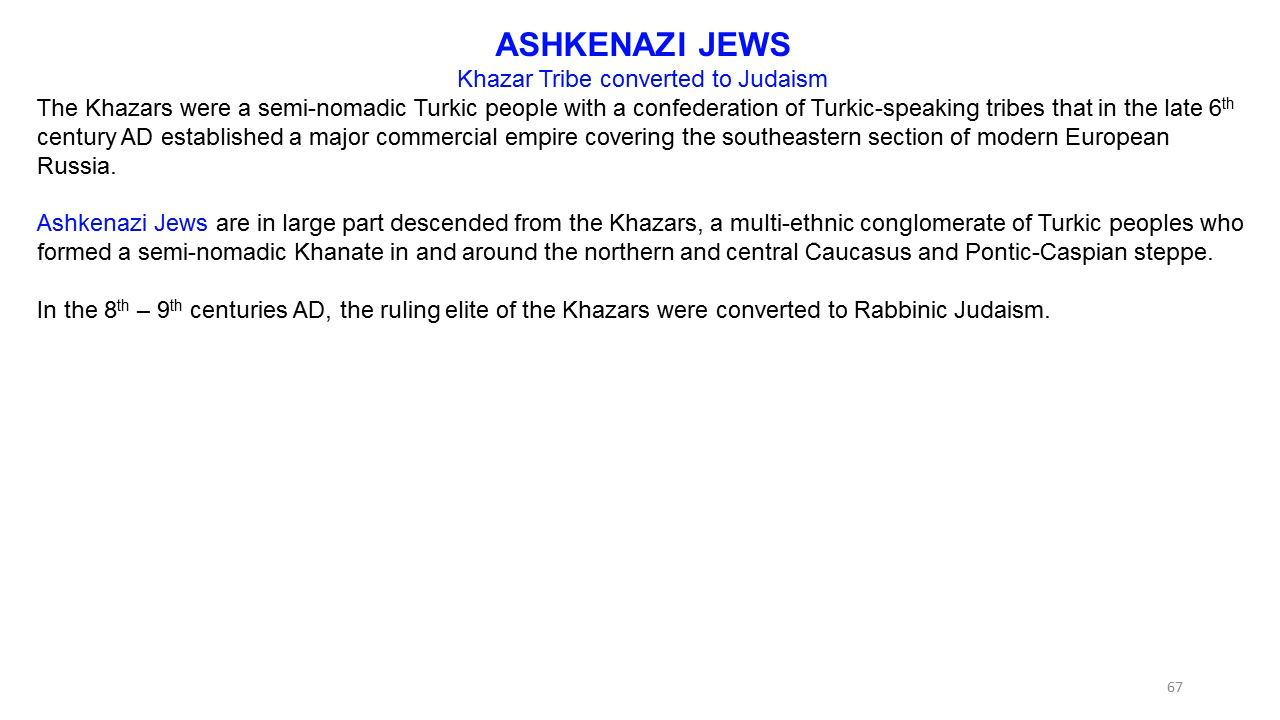 ASHKENAZI JEWS
Khazar Tribe converted to Judaism
The Khazars were a semi-nomadic Turkic people with a confederation of Turkic-speaking tribes that in the late 6th
century AD established a major commercial empire covering the southeastern section of modern European
Russia.
Ashkenazi Jews are in large part descended from the Khazars, a multi-ethnic conglomerate of Turkic peoples who
formed a semi-nomadic Khanate in and around the northern and central Caucasus and Pontic-Caspian steppe.
In the 8th – 9th centuries AD, the ruling elite of the Khazars were converted to Rabbinic Judaism.
67